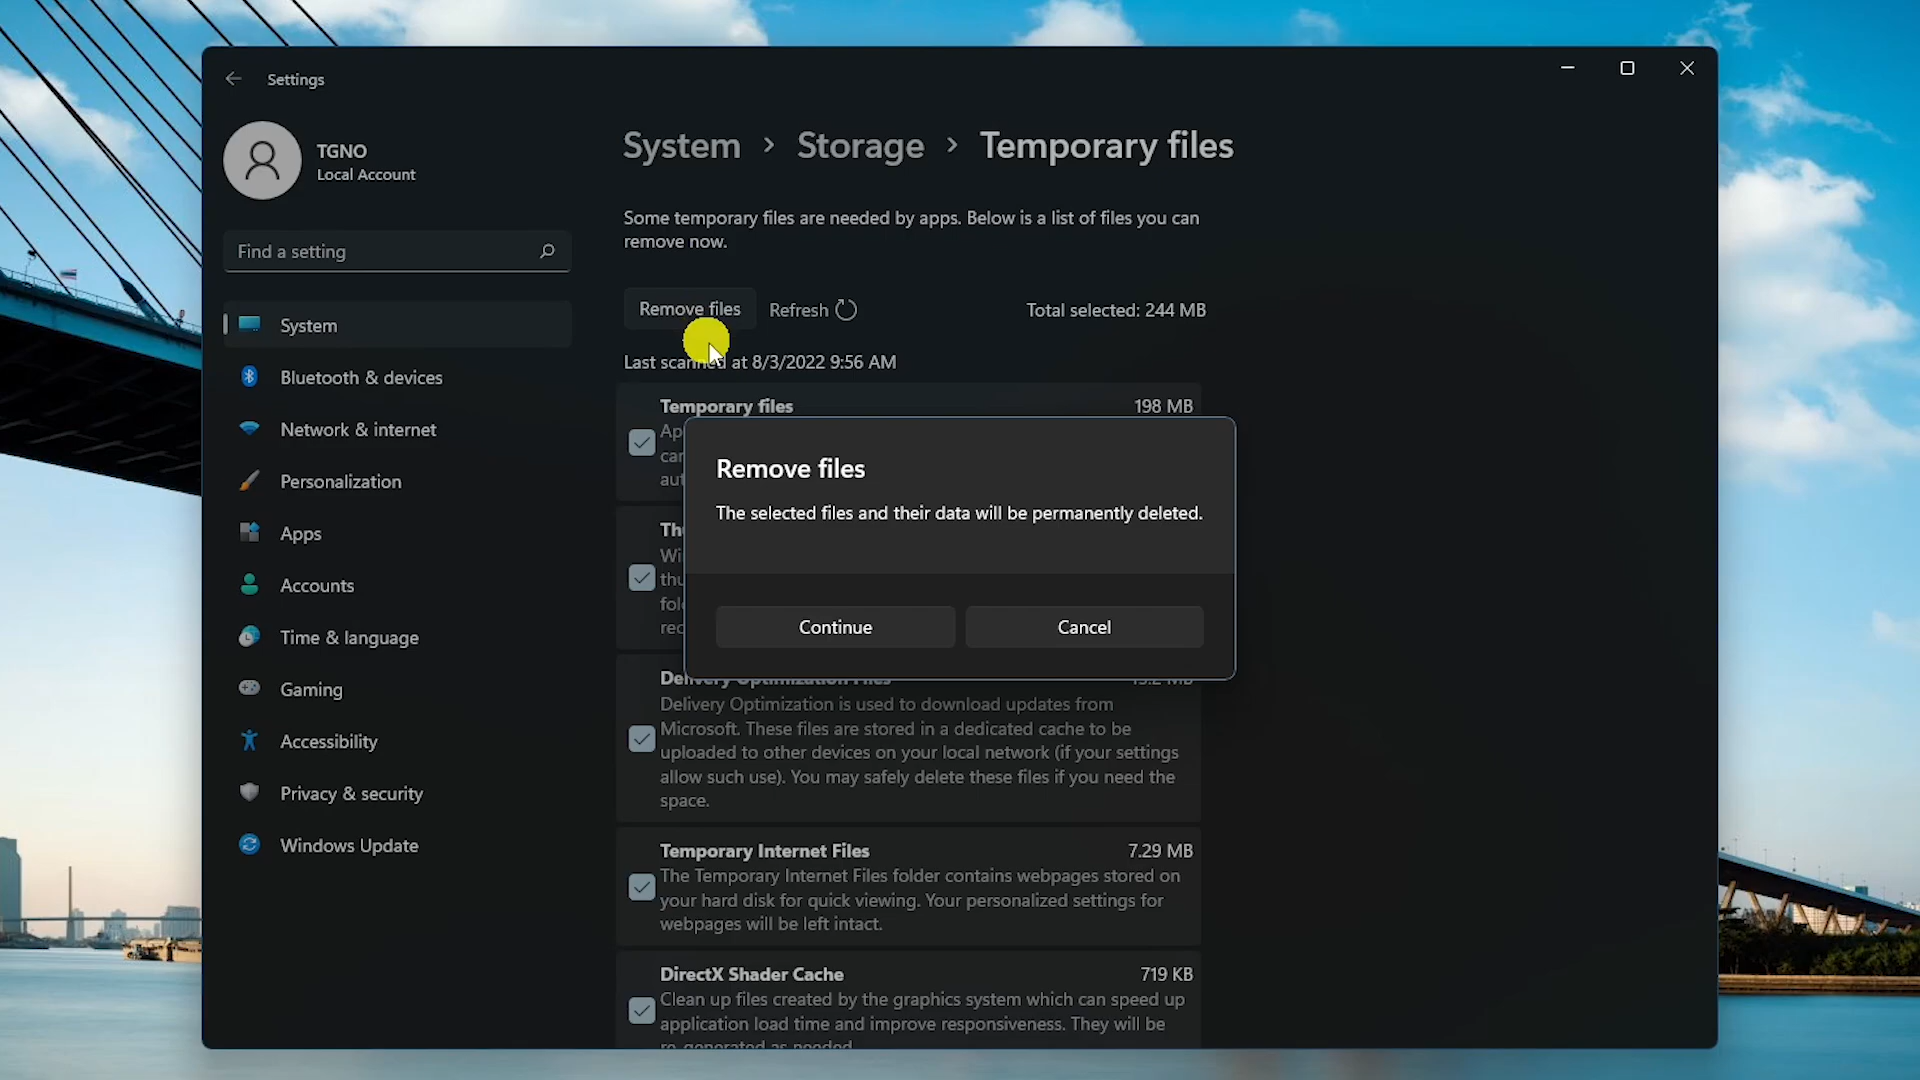 Settings
TGNO
Local Account
Find a setting
System
Bluetooth & devices
Network & internet
Personalization
Apps
Accounts
Time & language
Gaming
Accessibility
Privacy & security
Windows Update
System > Storage > Temporary files
Some temporary files are needed by apps. Below is a list of files you can
remove now.
Remove files Refresh Total selected: 244 MB
Last scanned at 8/3/2022 9:56 AM
Temporary files 198 MB
Remove files
The selected files and their data will be permanently deleted.
Continue Cancel
Delivery Optimization Files
Delivery Optimization is used to download updates from
Microsoft. These files are stored in a dedicated cache to be
uploaded to other devices on your local network (if your settings
allow such use). You may safely delete these files if you need the
space.
Temporary Internet Files 7.29 MB
The Temporary Internet Files folder contains webpages stored on
your hard disk for quick viewing. Your personalized settings for
webpages will be left intact.
DirectX Shader Cache 719 KB
Clean up files created by the graphics system which can speed up
application load time and improve responsiveness. They will be
re-generated as needed